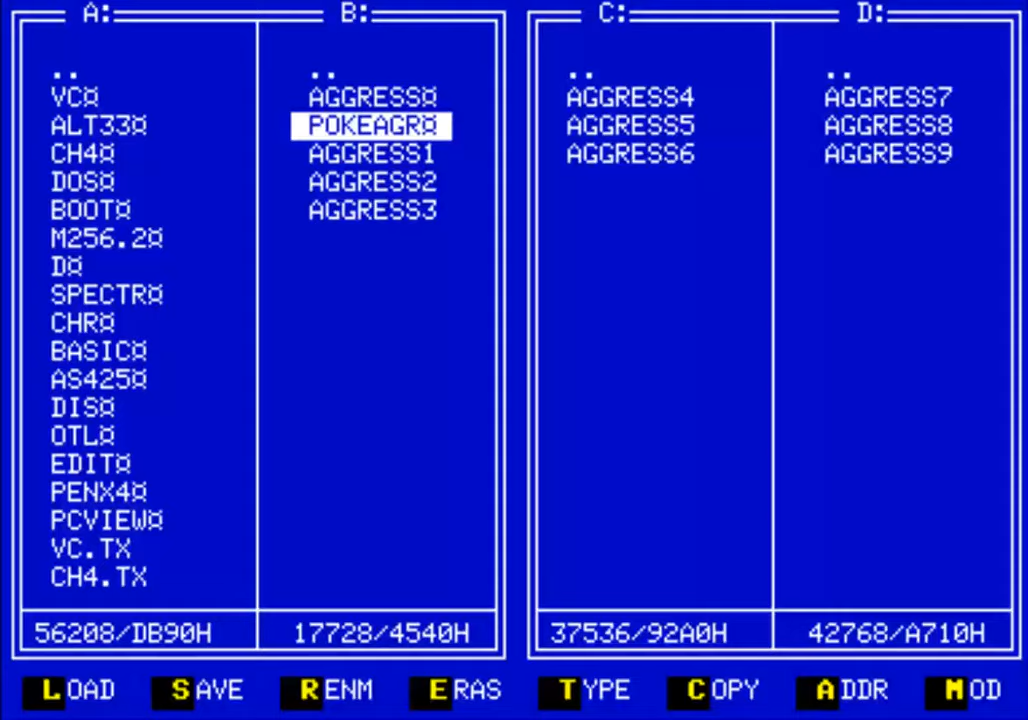 A: B: C: D:
.. .. .. ..
VC¤ AGGRESS¤ AGGRESS4 AGGRESS7
ALT33¤ POKEAGR¤ AGGRESS5 AGGRESS8
CH4¤ AGGRESS1 AGGRESS6 AGGRESS9
DOS¤ AGGRESS2
BOOT¤ AGGRESS3
M256.2¤
D¤
SPECTR¤
CHR¤
BASIC¤
AS425¤
DIS¤
OTL¤
EDIT¤
PENX4¤
PCVIEW¤
VC.TX
CH4.TX
56208/DB90H 17728/4540H 37536/92A0H 42768/A710H
LOAD SAVE RENM ERAS TYPE COPY ADDR MOD